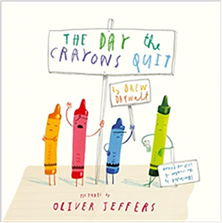 THE DAY the
CRAYONS QUIT
by DREW
DAYWALT
PICTURES by
OLIVER JEFFERS